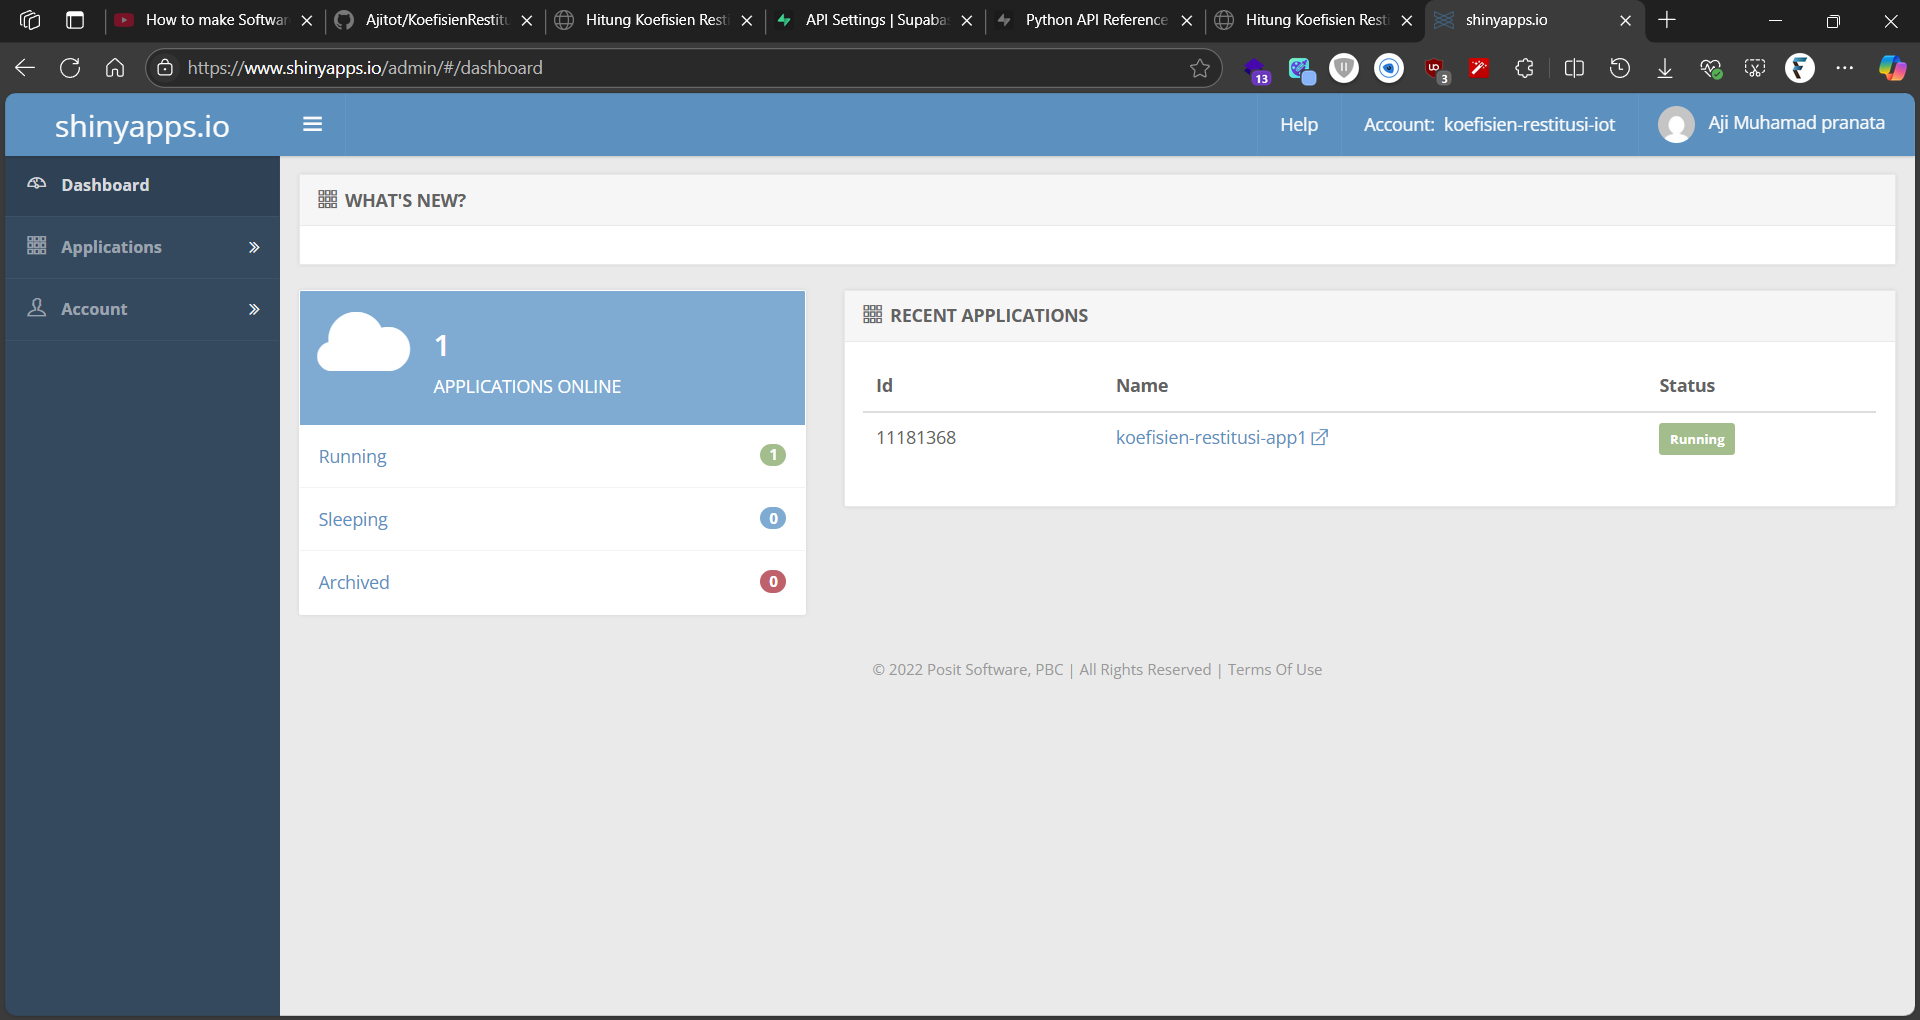 How to make Softwar
Ajitot/KoefisienRestitu
Hitung Koefisien Resti
API Settings | Supabas
Python API Reference
Hitung Koefisien Resti
shinyapps.io
https://www.shinyapps.io/admin/#/dashboard
13
3
shinyapps.io
Help
Account: koefisien-restitusi-iot
Aji Muhamad pranata
Dashboard
Applications
Account
WHAT'S NEW?
1
APPLICATIONS ONLINE
Running 1
Sleeping 0
Archived 0
RECENT APPLICATIONS
Id Name Status
11181368 koefisien-restitusi-app1 Running
© 2022 Posit Software, PBC | All Rights Reserved | Terms Of Use